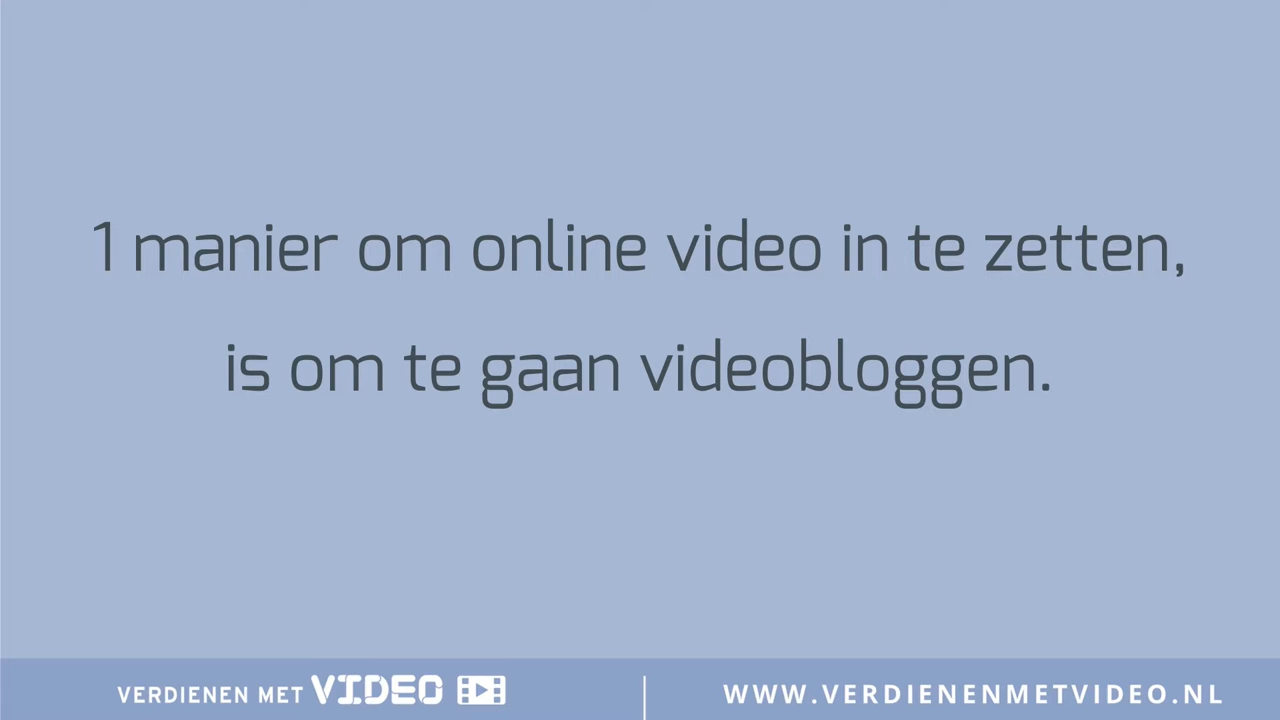 1 manier om online video in te zetten,
is om te gaan videobloggen.
VERDIENEN MET VIDEO
WWW.VERDIENENMETVIDEO.NL